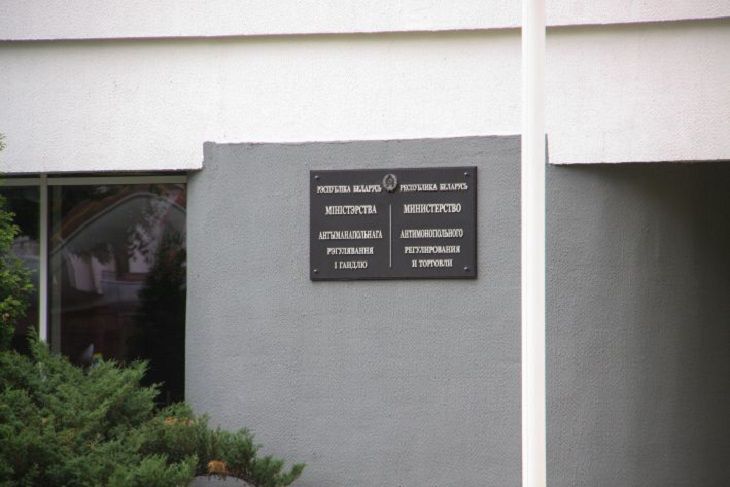 РЭСПУБЛІКА БЕЛАРУСЬ
МІНІСТЭРСТВА
АНТЫМАНАПОЛЬНАГА
РЭГУЛЯВАННЯ
І ГАНДЛЮ
РЕСПУБЛИКА БЕЛАРУСЬ
МИНИСТЕРСТВО
АНТИМОНОПОЛЬНОГО
РЕГУЛИРОВАНИЯ
И ТОРГОВЛИ